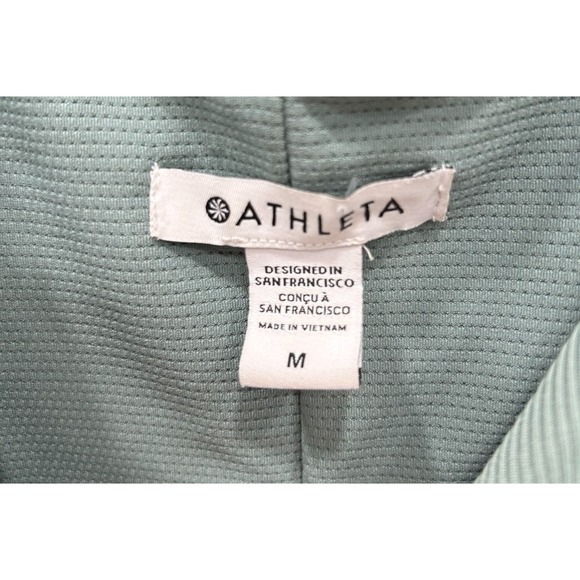 ATHLETA
DESIGNED IN
SAN FRANCISCO
CONÇU À
SAN FRANCISCO
MADE IN VIETNAM
M